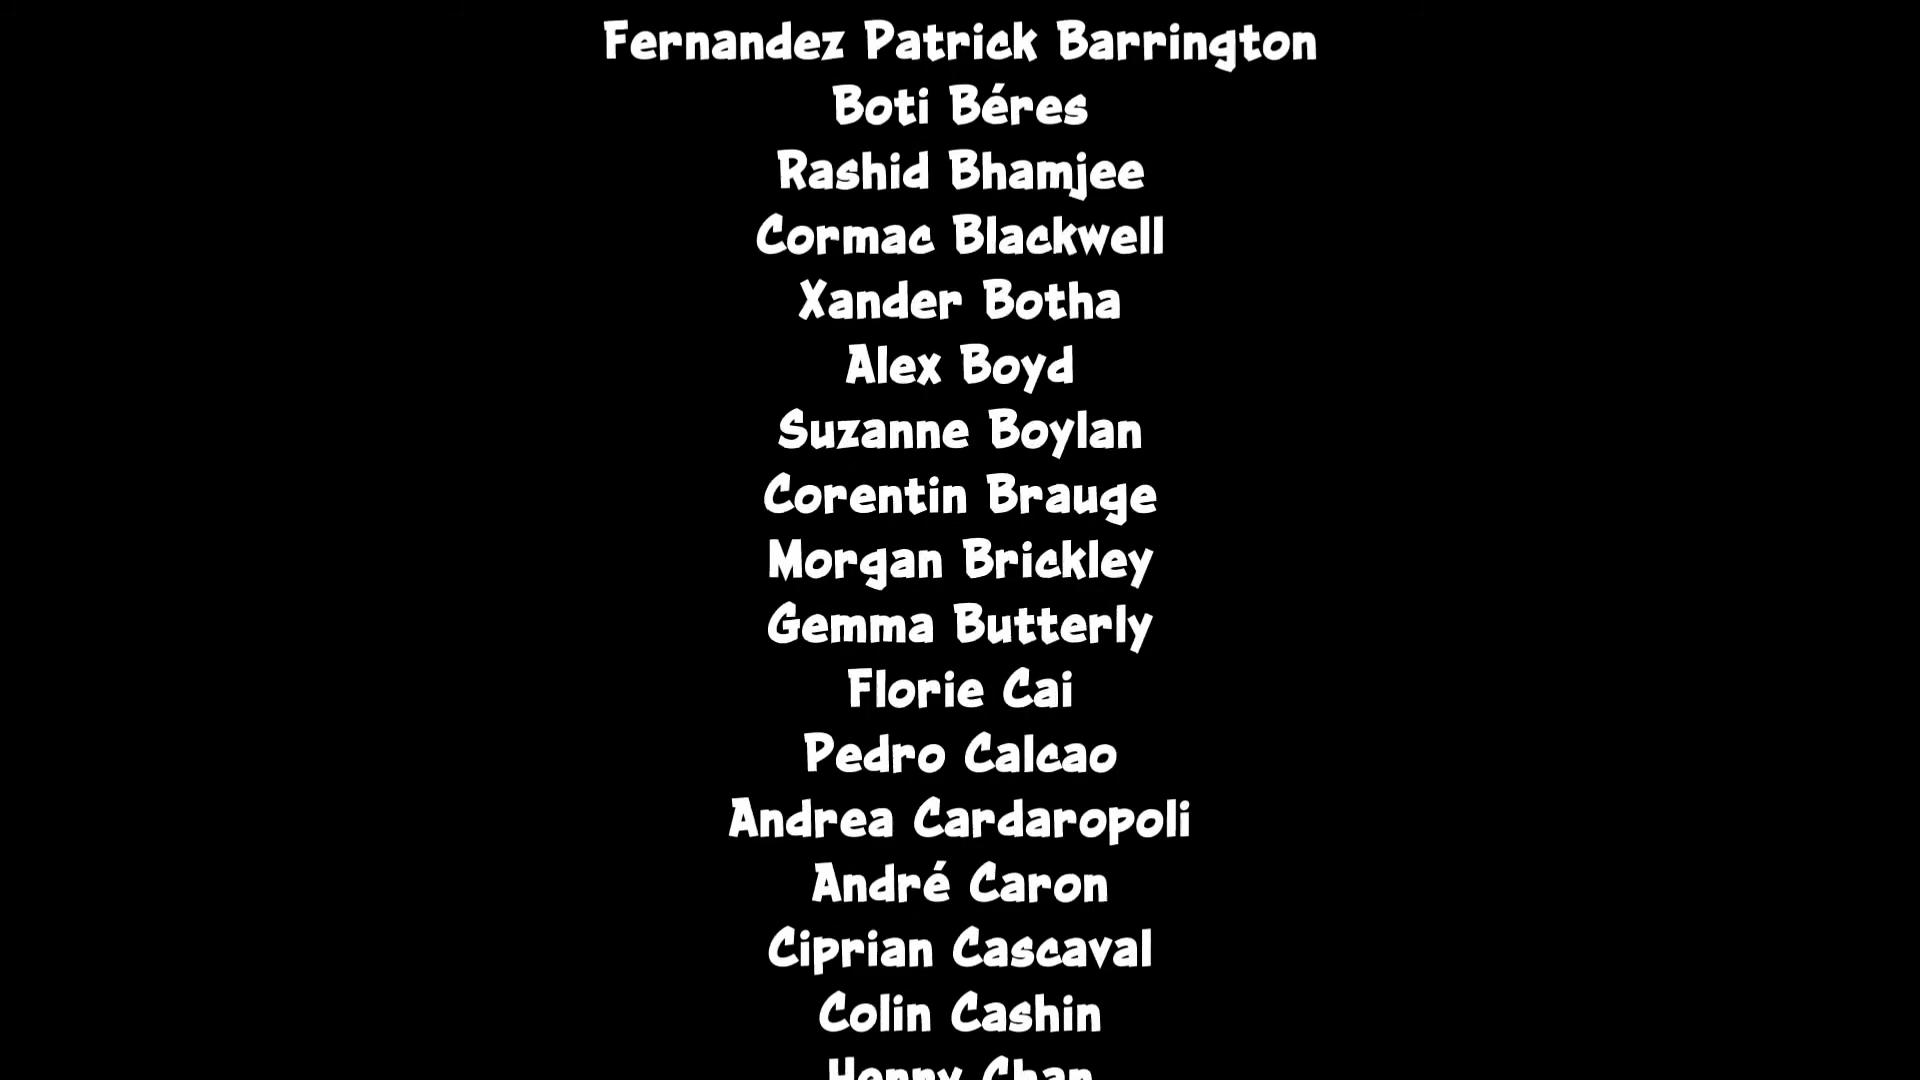 Fernandez Patrick Barrington
Boti Béres
Rashid Bhamjee
Cormac Blackwell
Xander Botha
Alex Boyd
Suzanne Boylan
Corentin Brauge
Morgan Brickley
Gemma Butterly
Florie Cai
Pedro Calcao
Andrea Cardaropoli
André Caron
Ciprian Cascaval
Colin Cashin
Chan